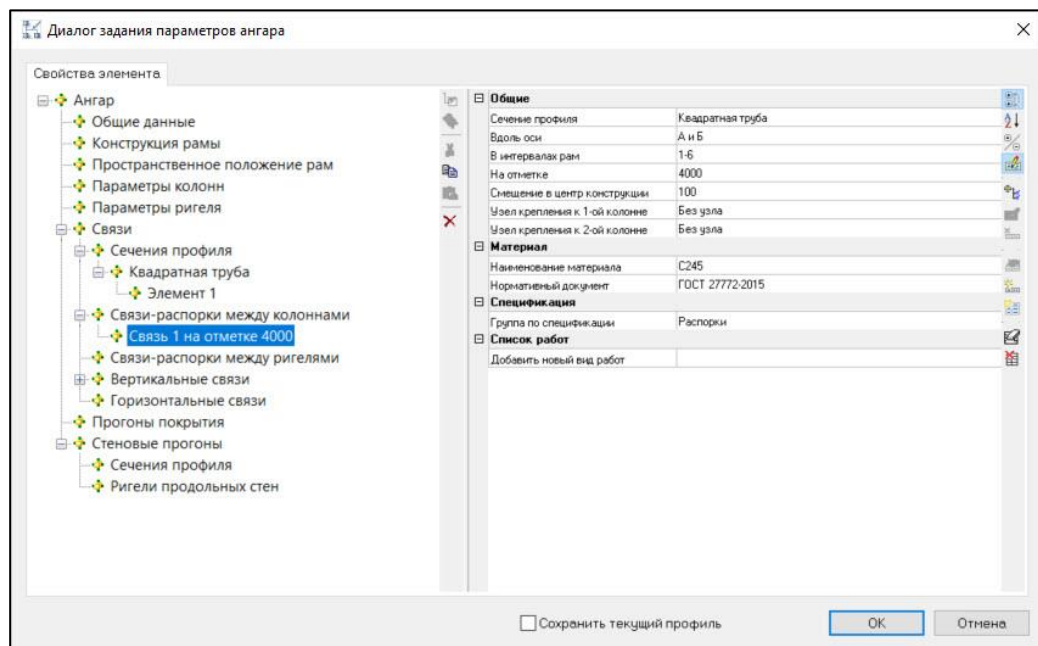 Диалог задания параметров ангара
Свойства элемента
Ангар
Общие данные
Конструкция рамы
Пространственное положение рам
Параметры колонн
Параметры ригеля
Связи
Сечения профиля
Квадратная труба
Элемент 1
Связи-распорки между колоннами
Связь 1 на отметке 4000
Связи-распорки между ригелями
Вертикальные связи
Горизонтальные связи
Прогоны покрытия
Стеновые прогоны
Сечения профиля
Ригели продольных стен
Общие
Сечение профиля Квадратная труба
Вдоль оси А и Б
В интервалах рам 1-6
На отметке 4000
Смещение в центр конструкции 100
Узел крепления к 1-ой колонне Без узла
Узел крепления к 2-ой колонне Без узла
Материал
Наименование материала С245
Нормативный документ ГОСТ 27772-2015
Спецификация
Группа по спецификации Распорки
Список работ
Добавить новый вид работ
Сохранить текущий профиль
OK
Отмена